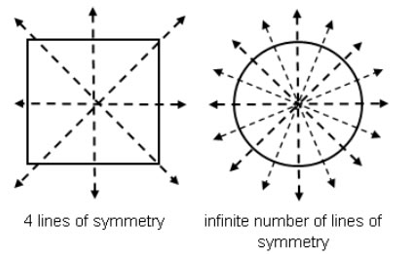 4 lines of symmetry
infinite number of lines of
symmetry